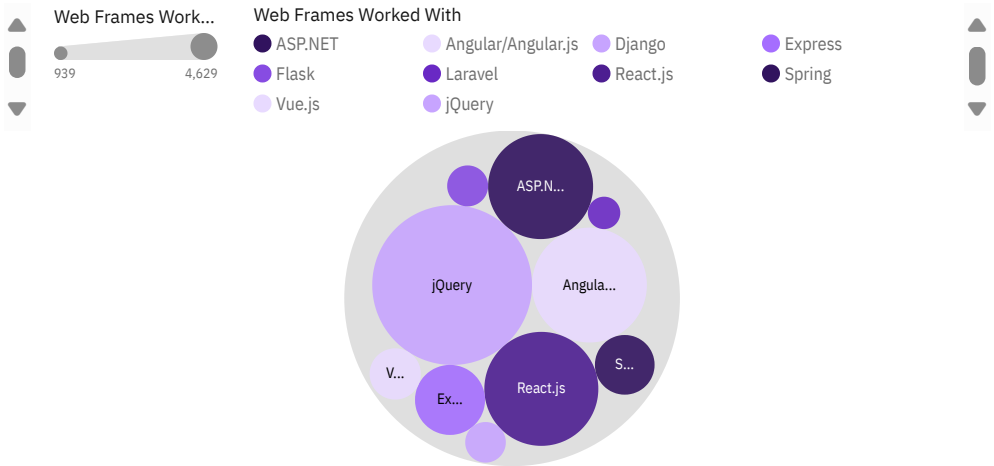 Web Frames Work...
939 4,629
Web Frames Worked With
ASP.NET Angular/Angular.js Django Express
Flask Laravel React.js Spring
Vue.js jQuery
ASP.N...
jQuery Angula...
S...
V...
React.js
Ex...